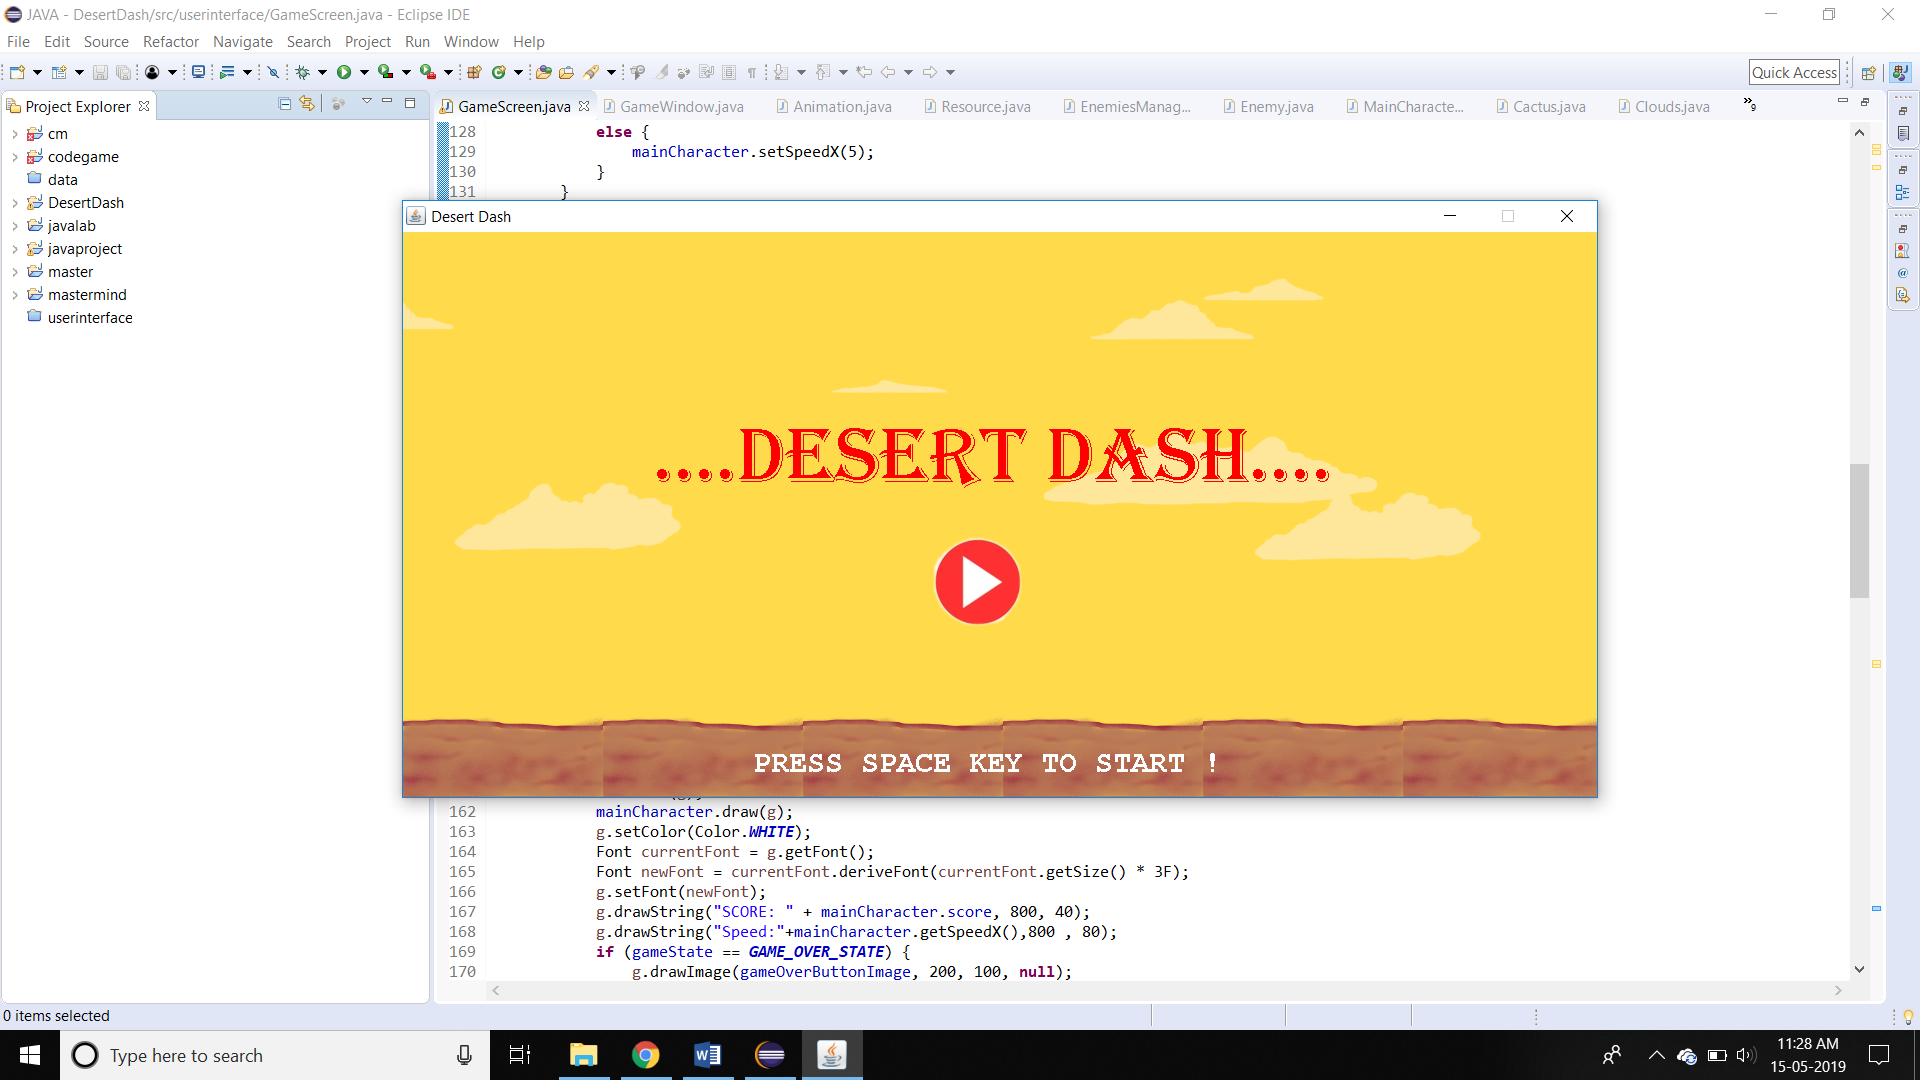 JAVA - DesertDash/src/userinterface/GameScreen.java - Eclipse IDE
File Edit Source Refactor Navigate Search Project Run Window Help
Quick Access
Project Explorer
GameScreen.java GameWindow.java Animation.java Resource.java EnemiesManag... Enemy.java MainCharacte... Cactus.java Clouds.java »9
cm
codegame
data
DesertDash
javalab
javaproject
master
mastermind
userinterface
128 else {
129 mainCharacter.setSpeedX(5);
130 }
131 }
Desert Dash
....DESERT DASH....
PRESS SPACE KEY TO START !
162 mainCharacter.draw(g);
163 g.setColor(Color.WHITE);
164 Font currentFont = g.getFont();
165 Font newFont = currentFont.deriveFont(currentFont.getSize() * 3F);
166 g.setFont(newFont);
167 g.drawString("SCORE: " + mainCharacter.score, 800, 40);
168 g.drawString("Speed:"+mainCharacter.getSpeedX(),800 , 80);
169 if (gameState == GAME_OVER_STATE) {
170 g.drawImage(gameOverButtonImage, 200, 100, null);
0 items selected
Type here to search
11:28 AM
15-05-2019